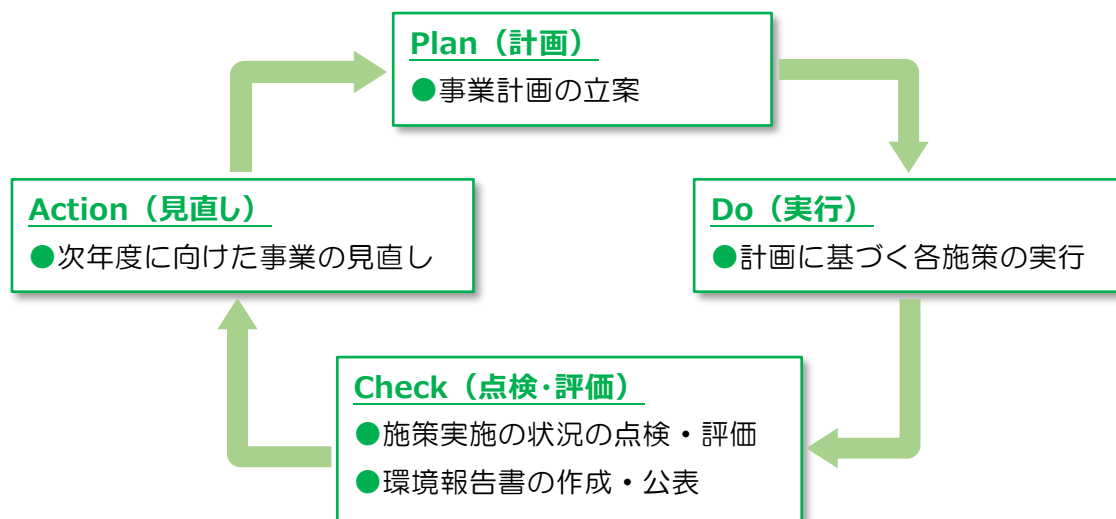 Plan（計画）
●事業計画の立案
Action（見直し）
●次年度に向けた事業の見直し
Do（実行）
●計画に基づく各施策の実行
Check（点検・評価）
●施策実施の状況の点検・評価
●環境報告書の作成・公表